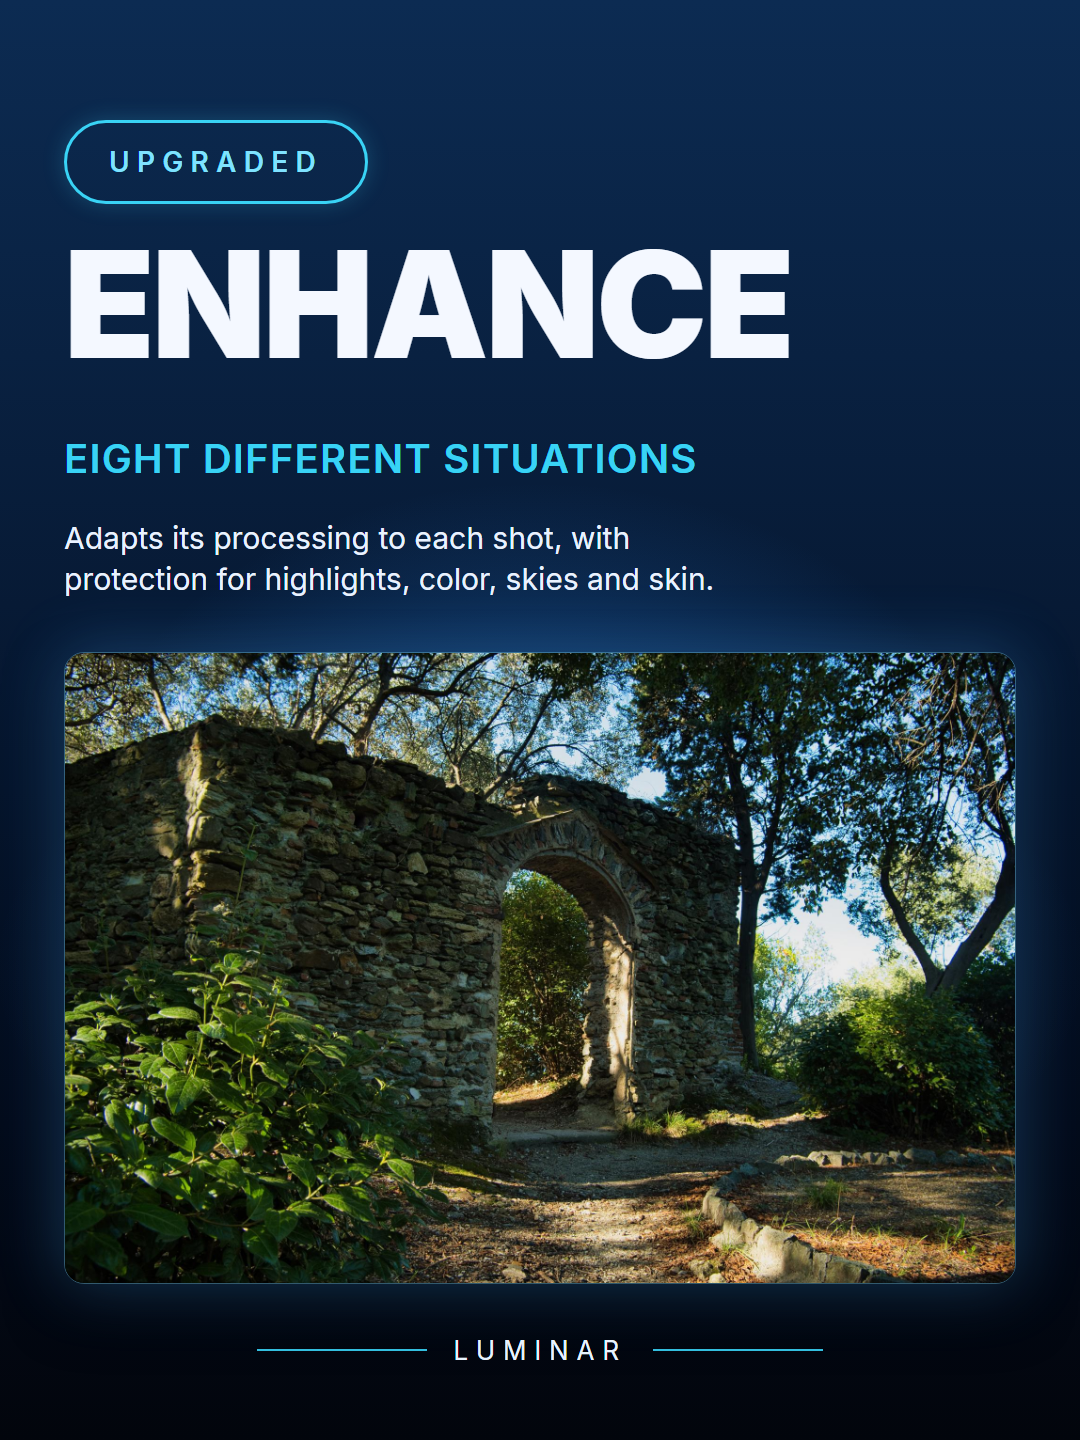 UPGRADED
ENHANCE
EIGHT DIFFERENT SITUATIONS
Adapts its processing to each shot, with
protection for highlights, color, skies and skin.
LUMINAR